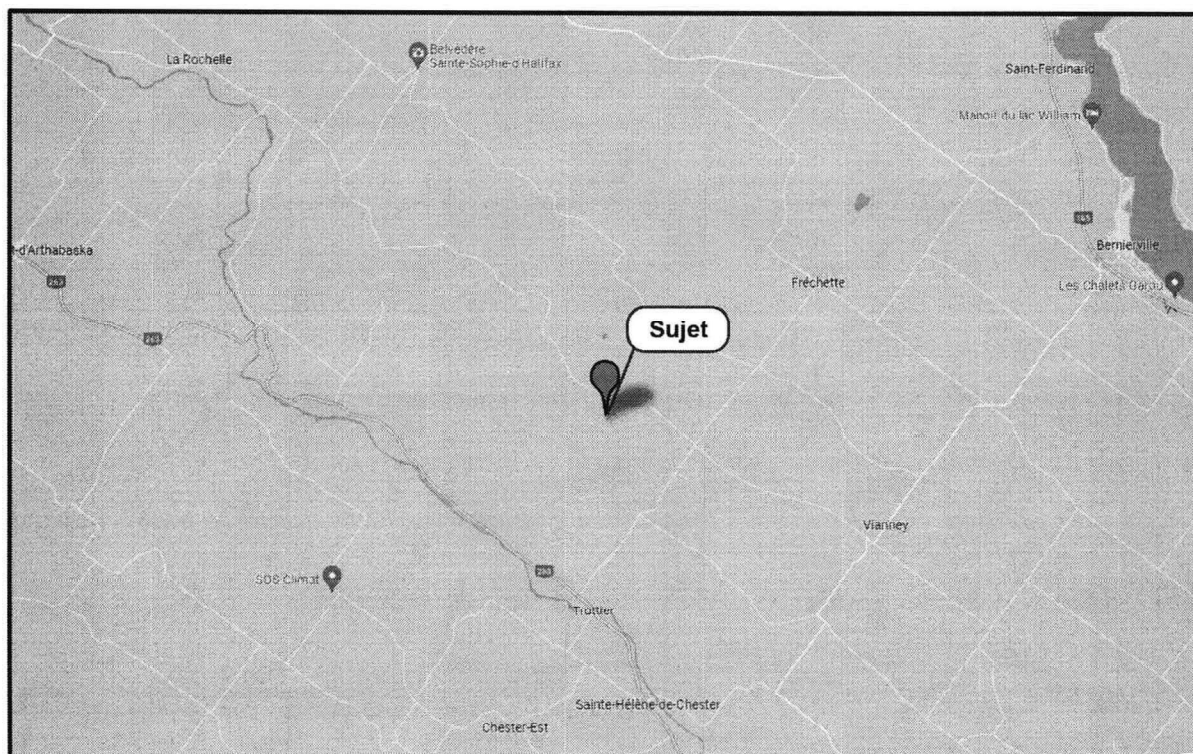 La Rochelle
Belvédère
Sainte-Sophie-d'Halifax
Saint-Ferdinand
Manoir du lac William
165
t-d'Arthabaska
Bernierville
263
Fréchette
Les Chalets Garou
Sujet
263
Vianney
SOS Climat
263
Trottier
Sainte-Hélène-de-Chester
Chester-Est